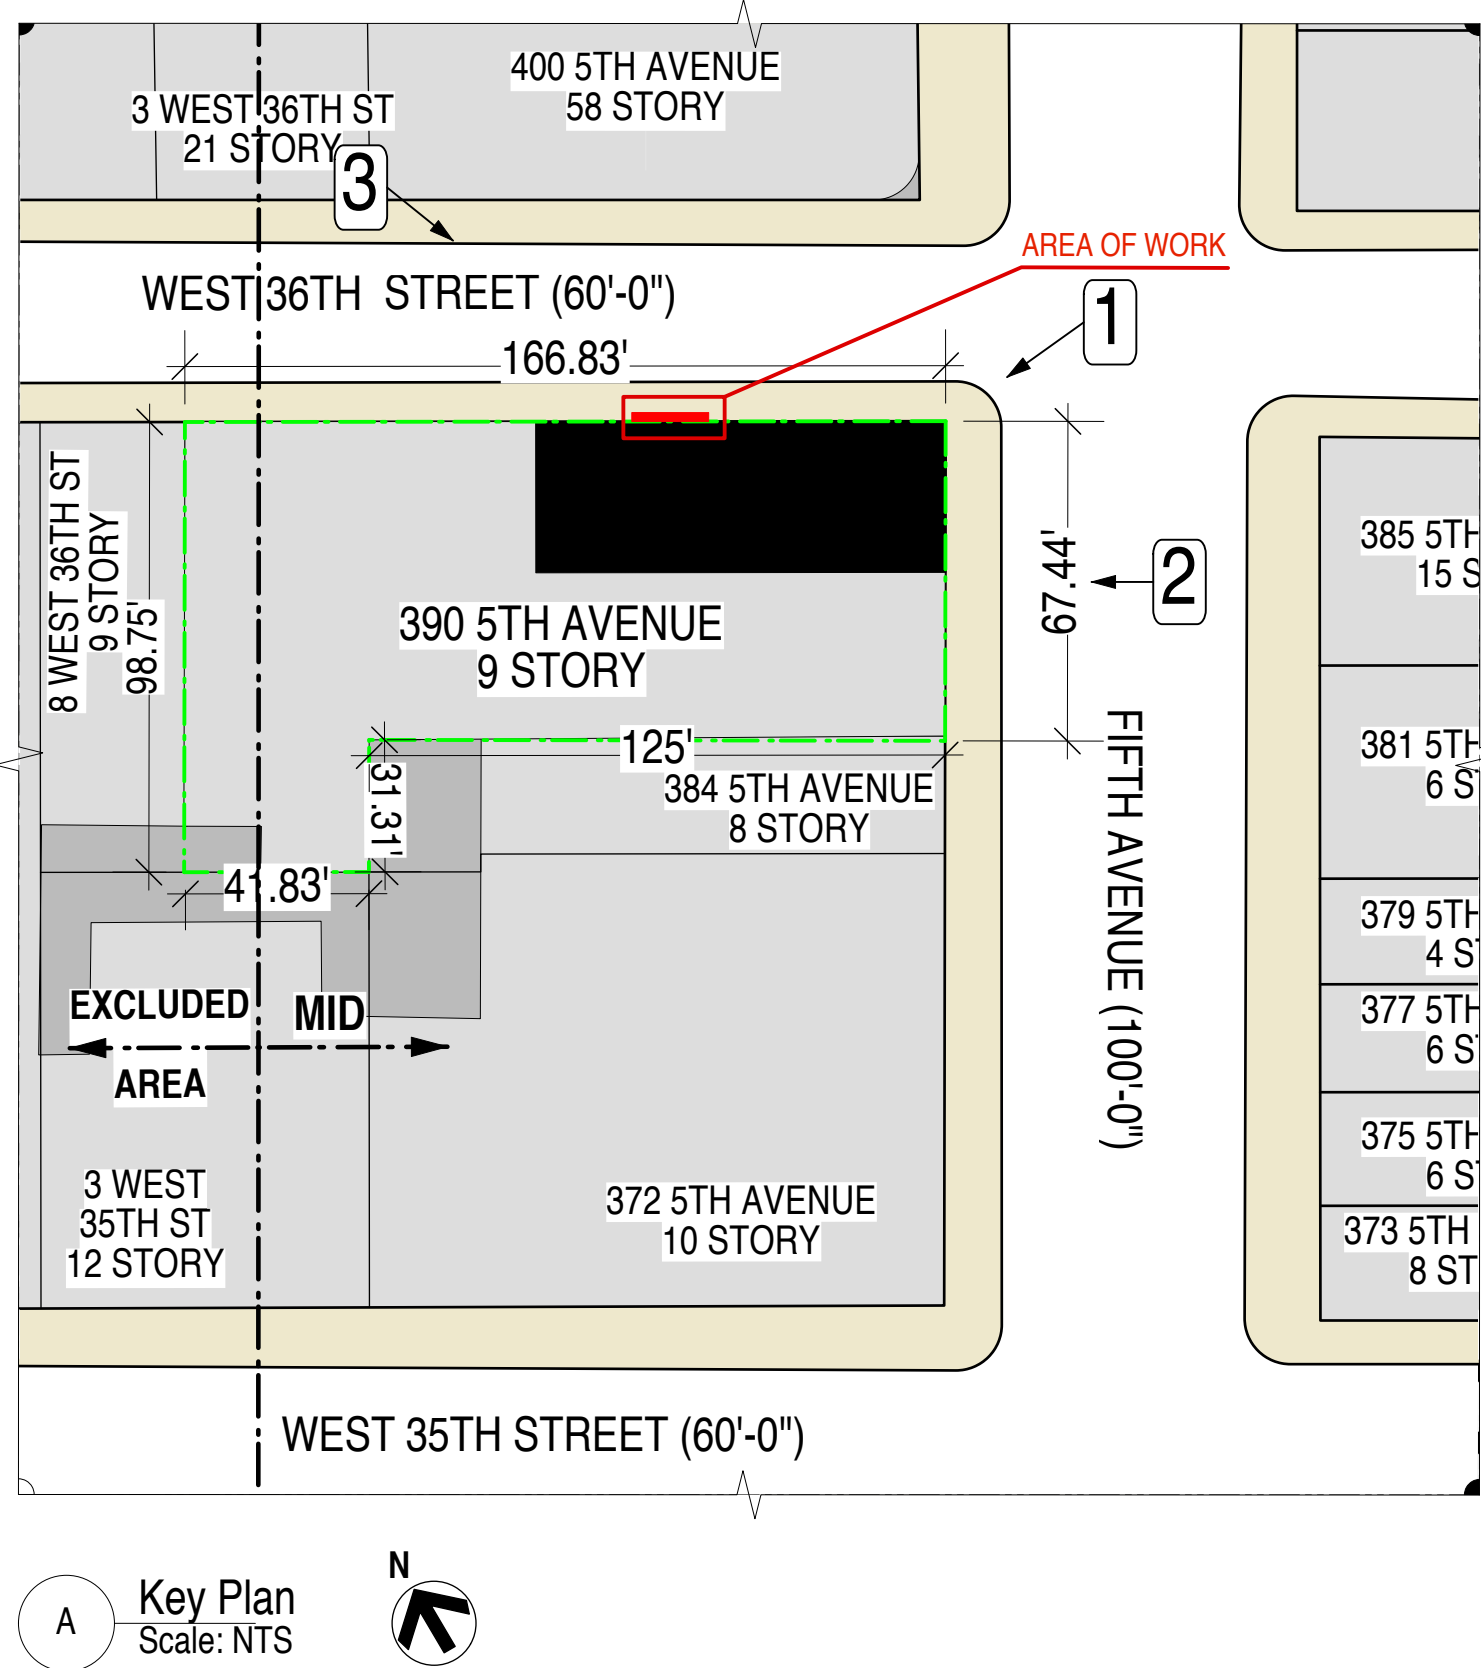 400 5TH AVENUE
58 STORY
3 WEST 36TH ST
21 STORY
3
AREA OF WORK
WEST 36TH STREET (60'-0")
1
166.83'
8 WEST 36TH ST
9 STORY
98.75'
67.44'
2
390 5TH AVENUE
9 STORY
385 5TH
15 S
125'
31.31'
384 5TH AVENUE
8 STORY
FIFTH AVENUE (100'-0")
381 5TH
6 S
41.83'
379 5TH
4 ST
EXCLUDED
AREA
MID
377 5TH
6 ST
375 5TH
6 ST
3 WEST
35TH ST
12 STORY
372 5TH AVENUE
10 STORY
373 5TH
8 ST
WEST 35TH STREET (60'-0")
A
Key Plan
Scale: NTS
N